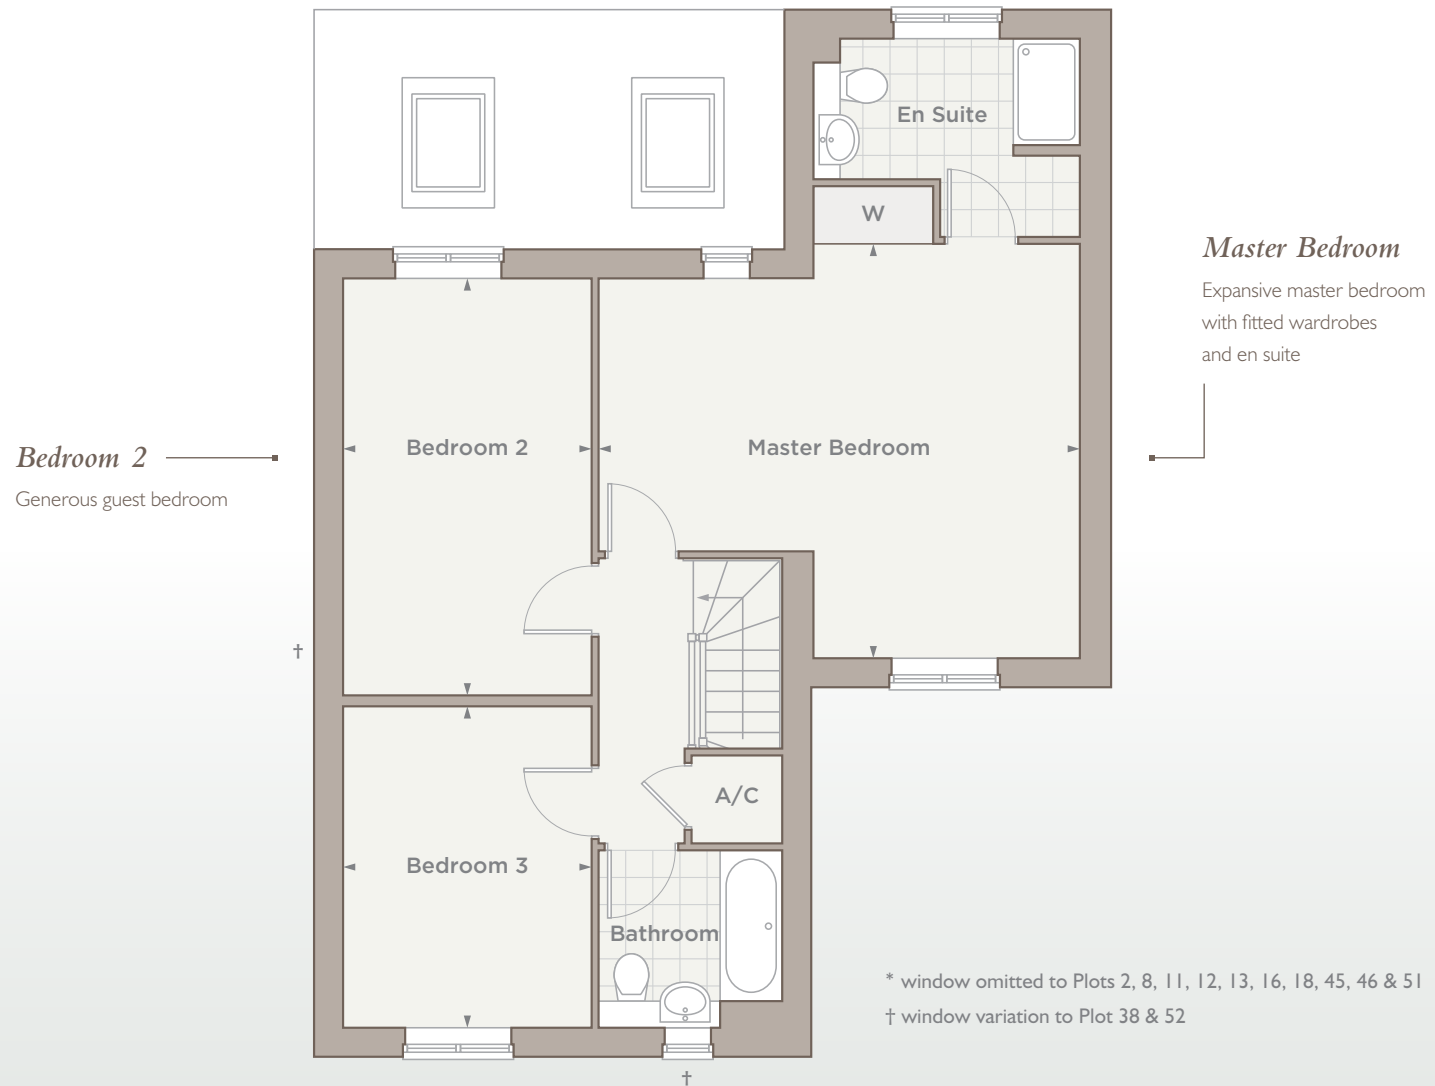 En Suite
W
Master Bedroom
Expansive master bedroom
with fitted wardrobes
and en suite
Bedroom 2
Generous guest bedroom
Bedroom 2
Master Bedroom
†
A/C
Bedroom 3
Bathroom
* window omitted to Plots 2, 8, 11, 12, 13, 16, 18, 45, 46 & 51
† window variation to Plot 38 & 52
†